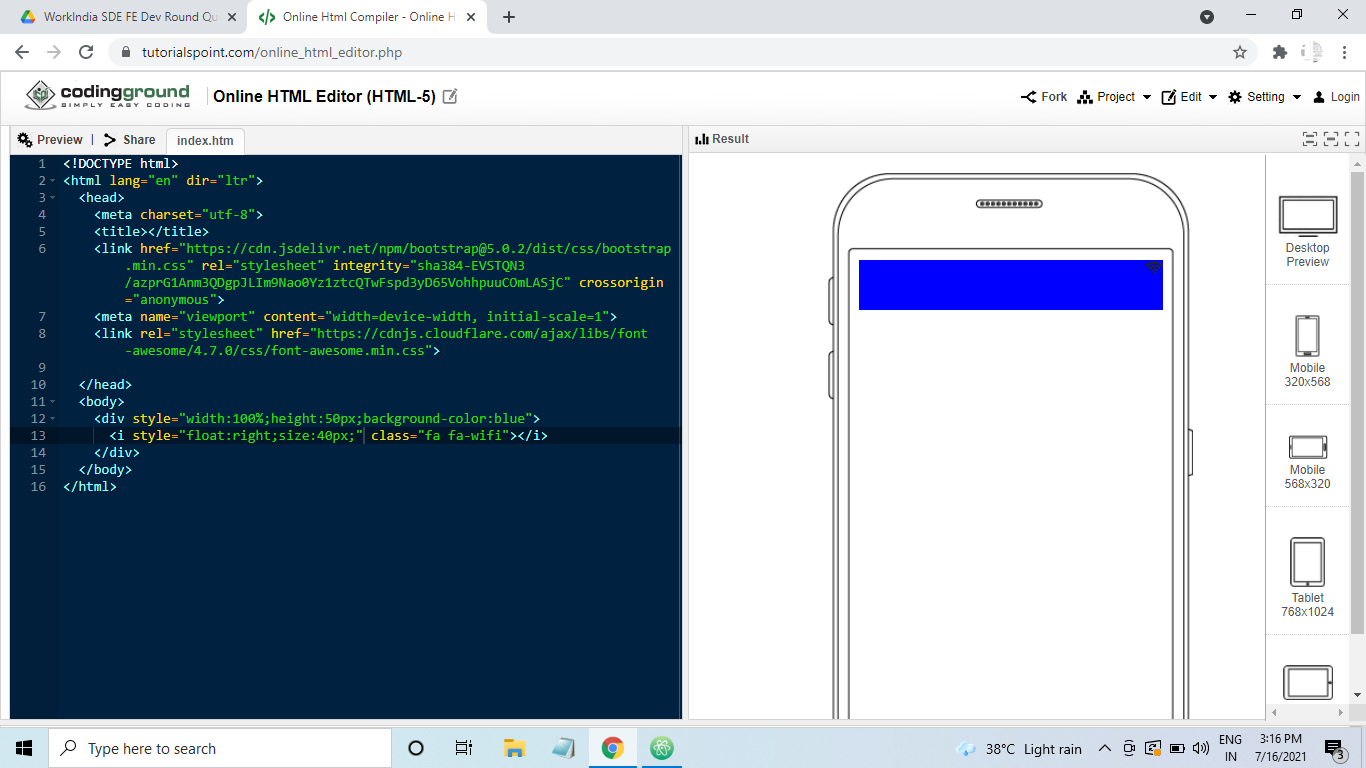 WorkIndia SDE FE Dev Round Qu
Online Html Compiler - Online H
tutorialspoint.com/online_html_editor.php
codingground
SIMPLY EASY CODING
Online HTML Editor (HTML-5)
Fork
Project
Edit
Setting
Login
Preview | Share index.htm
1 <!DOCTYPE html>
2 <html lang="en" dir="ltr">
3 <head>
4 <meta charset="utf-8">
5 <title></title>
6 <link href="https://cdn.jsdelivr.net/npm/bootstrap@5.0.2/dist/css/bootstrap
.min.css" rel="stylesheet" integrity="sha384-EVSTQN3
/azprG1Anm3QDgpJLIm9Nao0Yz1ztcQTwFspd3yD65VohhpuuCOmLASjC" crossorigin
="anonymous">
7 <meta name="viewport" content="width=device-width, initial-scale=1">
8 <link rel="stylesheet" href="https://cdnjs.cloudflare.com/ajax/libs/font
-awesome/4.7.0/css/font-awesome.min.css">
9
10 </head>
11 <body>
12 <div style="width:100%;height:50px;background-color:blue">
13 <i style="float:right;size:40px;" class="fa fa-wifi"></i>
14 </div>
15 </body>
16 </html>
Result
Desktop
Preview
Mobile
320x568
Mobile
568x320
Tablet
768x1024
Type here to search
38°C Light rain
ENG
IN
3:16 PM
7/16/2021
3